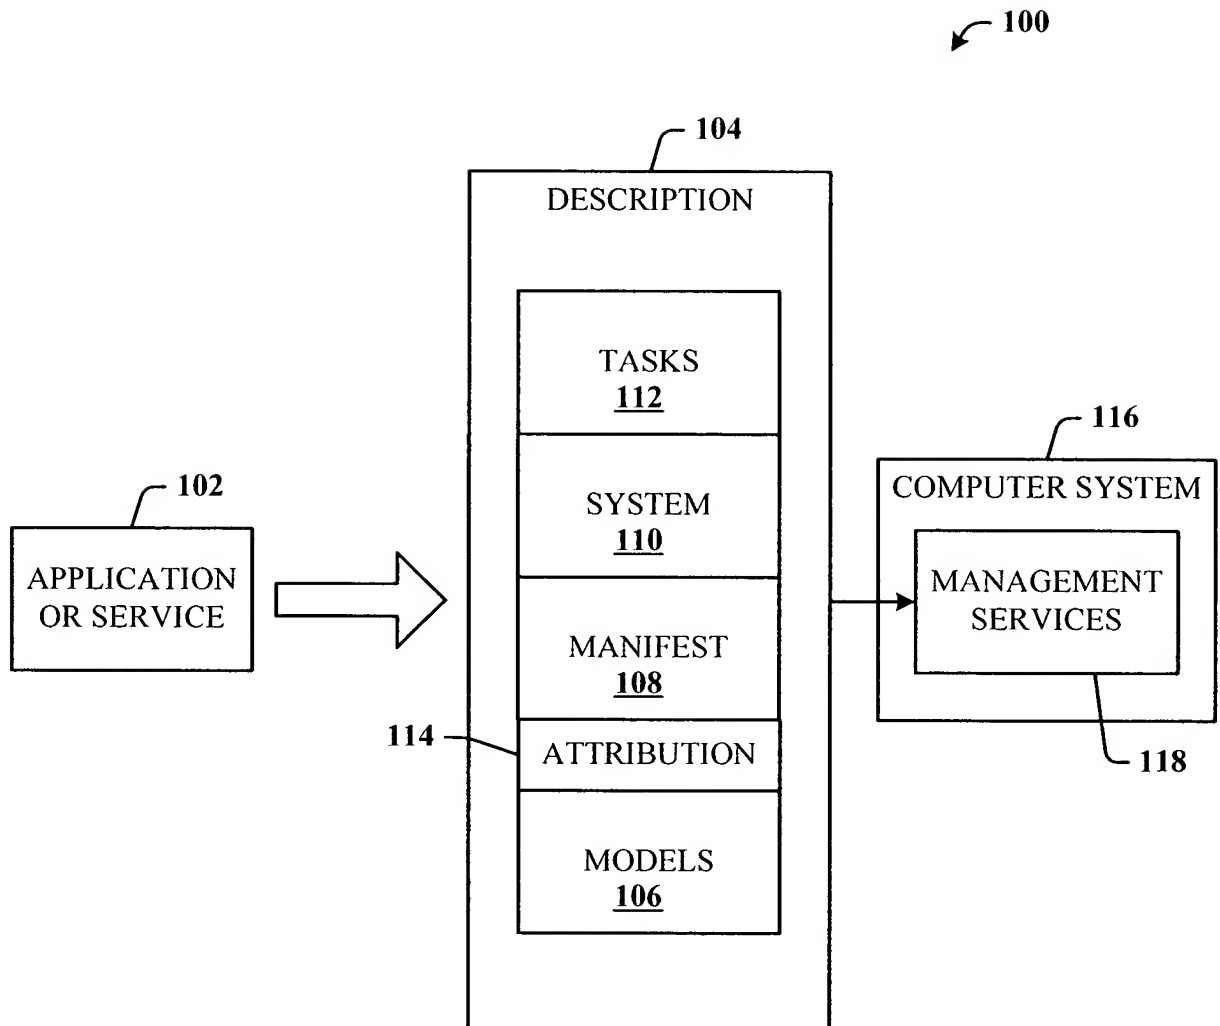 100
104
DESCRIPTION
TASKS
112
SYSTEM
110
MANIFEST
108
114
ATTRIBUTION
MODELS
106
102
APPLICATION
OR SERVICE
116
COMPUTER SYSTEM
MANAGEMENT
SERVICES
118